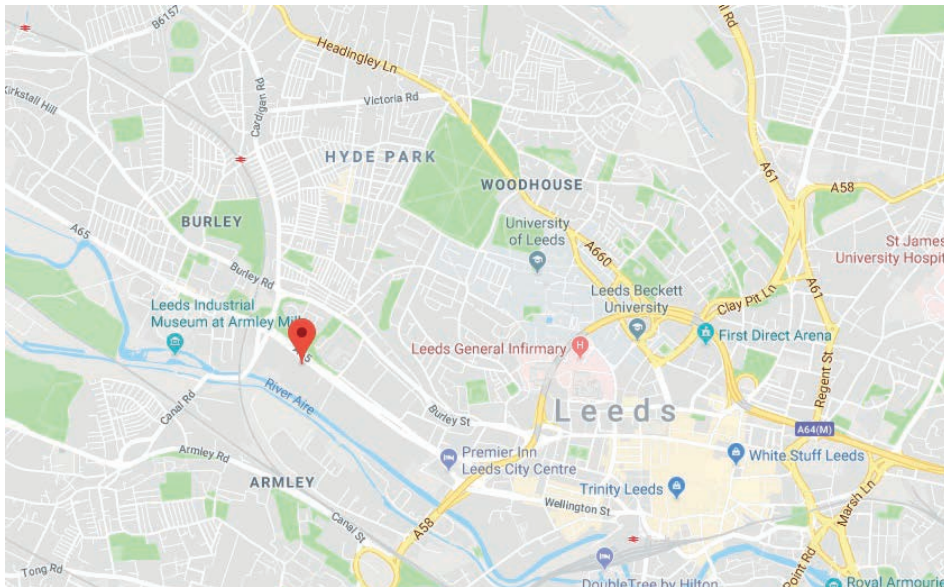 B6157
Headingley Ln
Kirkstall Hill
Cardigan Rd
Victoria Rd
HYDE PARK
WOODHOUSE
A61
A58
BURLEY
A65
University
of Leeds
A660
St James
University Hospi
Burley Rd
Leeds Beckett
University
Clay Pit Ln
A61
Leeds Industrial
Museum at Armley Mill
First Direct Arena
A65
Leeds General Infirmary
H
Regent St
River Aire
Canal Rd
Burley St
Leeds
A64(M)
Armley Rd
Premier Inn
Leeds City Centre
White Stuff Leeds
ARMLEY
Trinity Leeds
Wellington St
Marsh Ln
Canal St
A58
Tong Rd
DoubleTree by Hilton
Point Rd
Royal Armourie